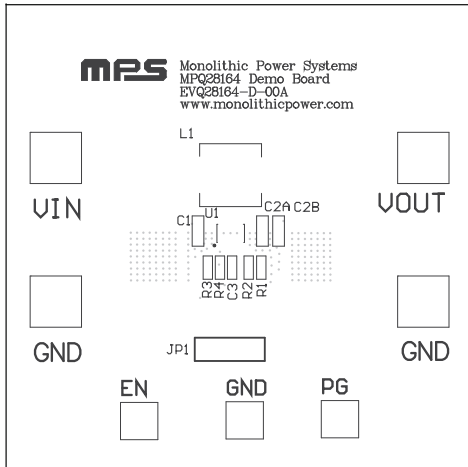 MPS
Monolithic Power Systems
MPQ28164 Demo Board
EVQ28164-D-00A
www.monolithicpower.com
L1
VIN
VOUT
C1
U1
C2A C2B
R3
R4
C3
R2
R1
GND
GND
JP1
EN
GND
PG